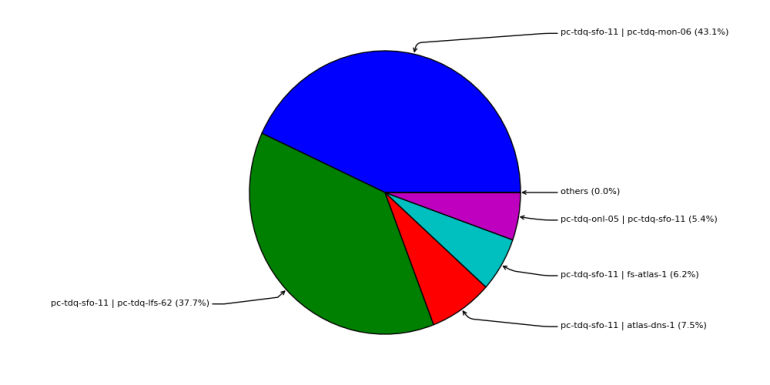 pc-tdq-sfo-11 | pc-tdq-mon-06 (43.1%)
others (0.0%)
pc-tdq-onl-05 | pc-tdq-sfo-11 (5.4%)
pc-tdq-sfo-11 | fs-atlas-1 (6.2%)
pc-tdq-sfo-11 | pc-tdq-lfs-62 (37.7%)
pc-tdq-sfo-11 | atlas-dns-1 (7.5%)